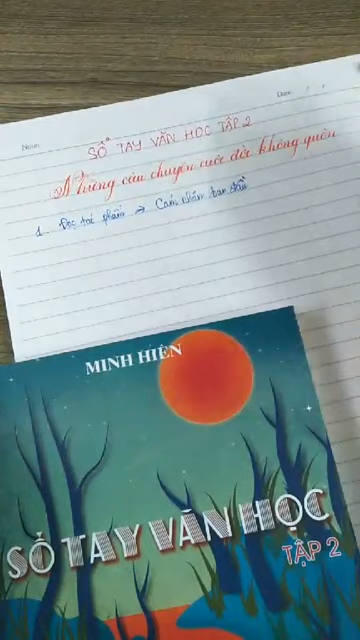 Name:
Date: / /
SỔ TAY VĂN HỌC TẬP 2
Những câu chuyện cuộc đời không quên
1. Đọc tác phẩm → Cảm nhận ban đầu
MINH HIÊN
SỔ TAY VĂN HỌC
TẬP 2